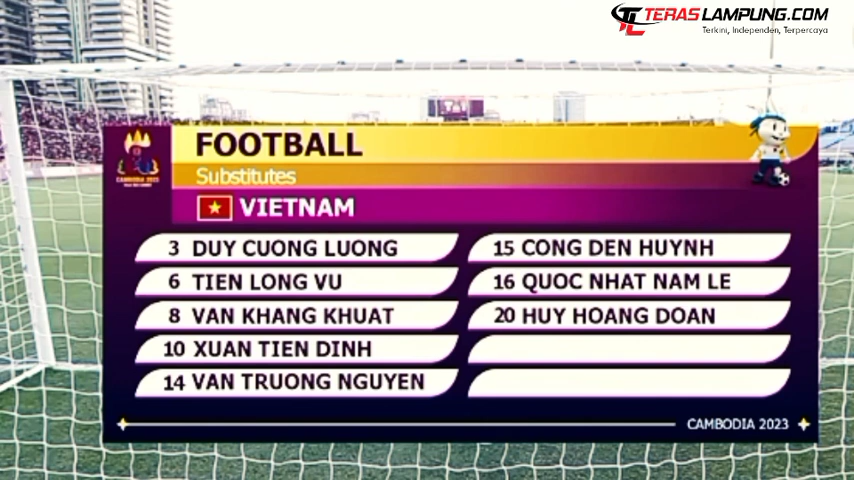 TERASLAMPUNG.COM
Terkini, Independen, Terpercaya
FOOTBALL
Substitutes
VIETNAM
3 DUY CUONG LUONG
6 TIEN LONG VU
8 VAN KHANG KHUAT
10 XUAN TIEN DINH
14 VAN TRUONG NGUYEN
15 CONG DEN HUYNH
16 QUOC NHAT NAM LE
20 HUY HOANG DOAN
CAMBODIA 2023
CAMBODIA 2023